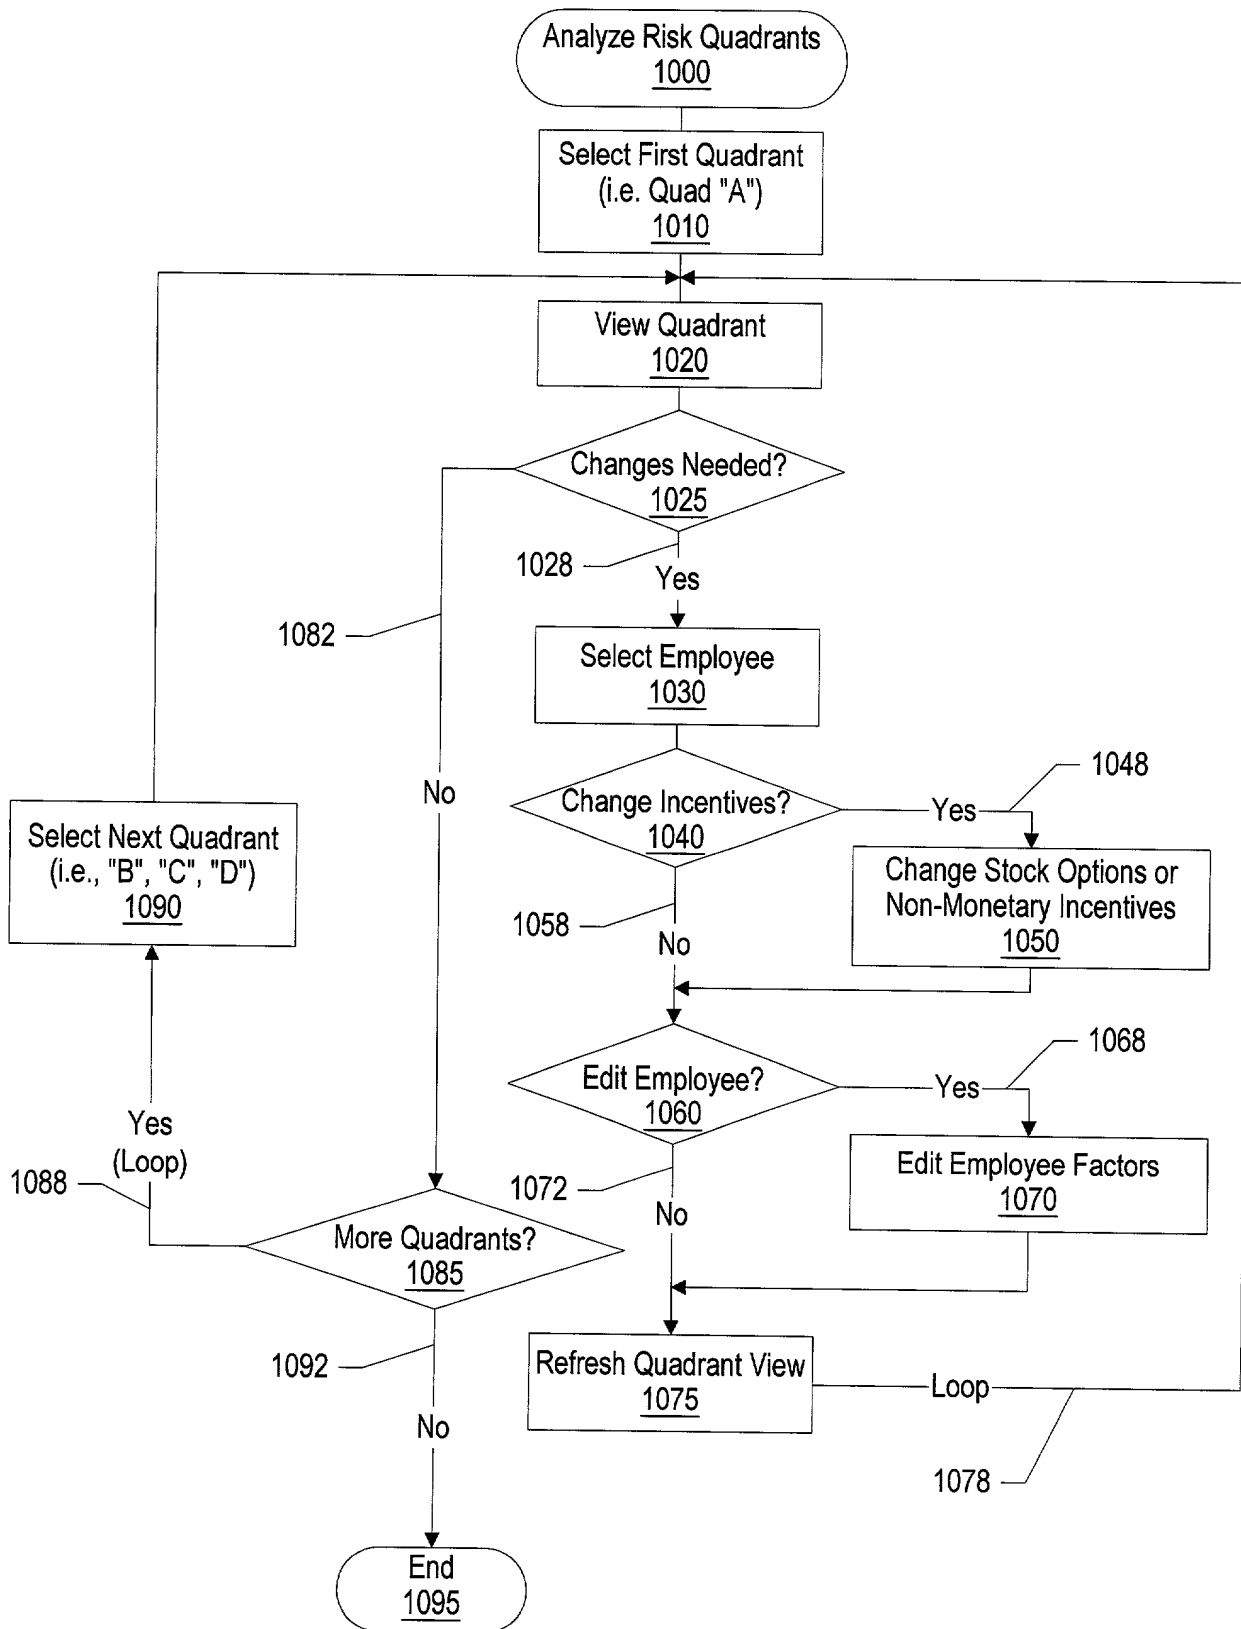 Analyze Risk Quadrants
1000
Select First Quadrant
(i.e. Quad "A")
1010
View Quadrant
1020
Changes Needed?
1025
1028
Yes
1082
Select Employee
1030
No
Change Incentives?
1040
Yes
1048
Select Next Quadrant
(i.e., "B", "C", "D")
1090
Change Stock Options or
Non-Monetary Incentives
1050
1058
No
Edit Employee?
1060
Yes
1068
Yes
(Loop)
1088
Edit Employee Factors
1070
1072
No
More Quadrants?
1085
1092
No
Refresh Quadrant View
1075
Loop
1078
End
1095